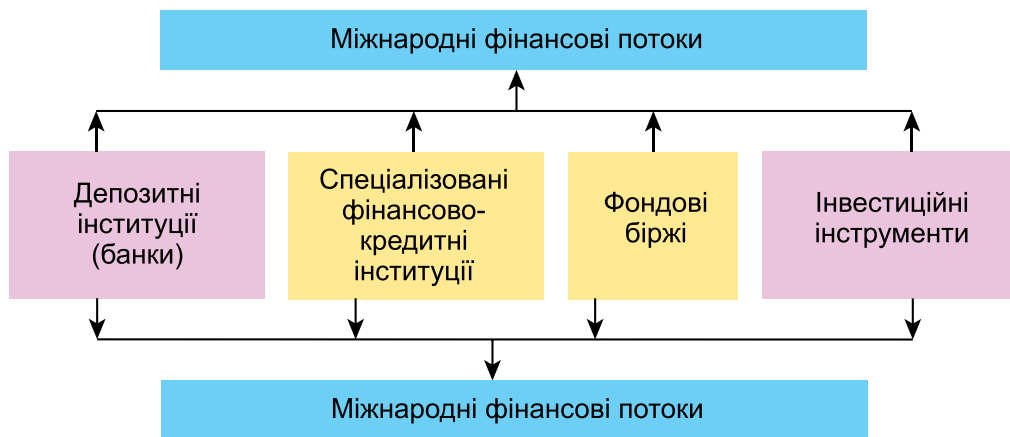 Міжнародні фінансові потоки
Депозитні
інституції
(банки)
Спеціалізовані
фінансово-
кредитні
інституції
Фондові
біржі
Інвестиційні
інструменти
Міжнародні фінансові потоки